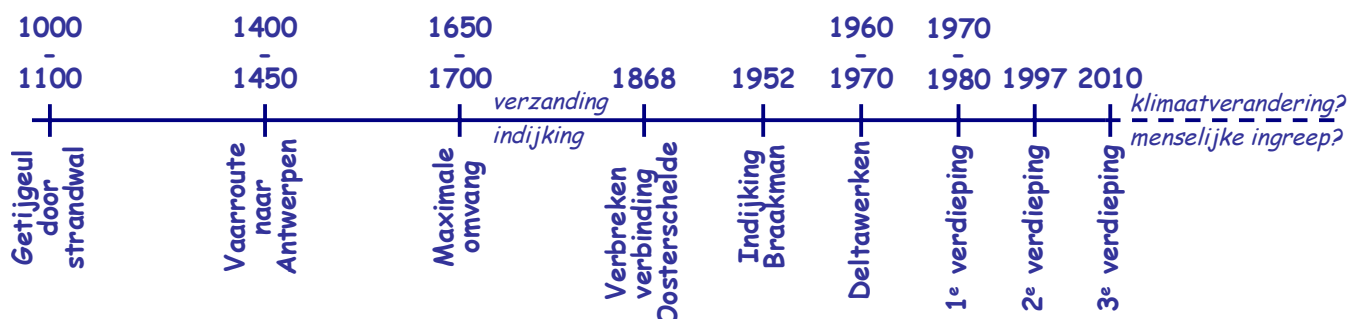 1000
-
1100
1400
-
1450
1650
-
1700
1868
1952
1960
-
1970
1970
-
1980
1997
2010
verzanding
indijking
klimaatverandering?
menselijke ingreep?
Getijgeul
door
strandwal
Vaarroute
naar
Antwerpen
Maximale
omvang
Verbreken
verbinding
Oosterschelde
Indijking
Braakman
Deltawerken
1e verdieping
2e verdieping
3e verdieping